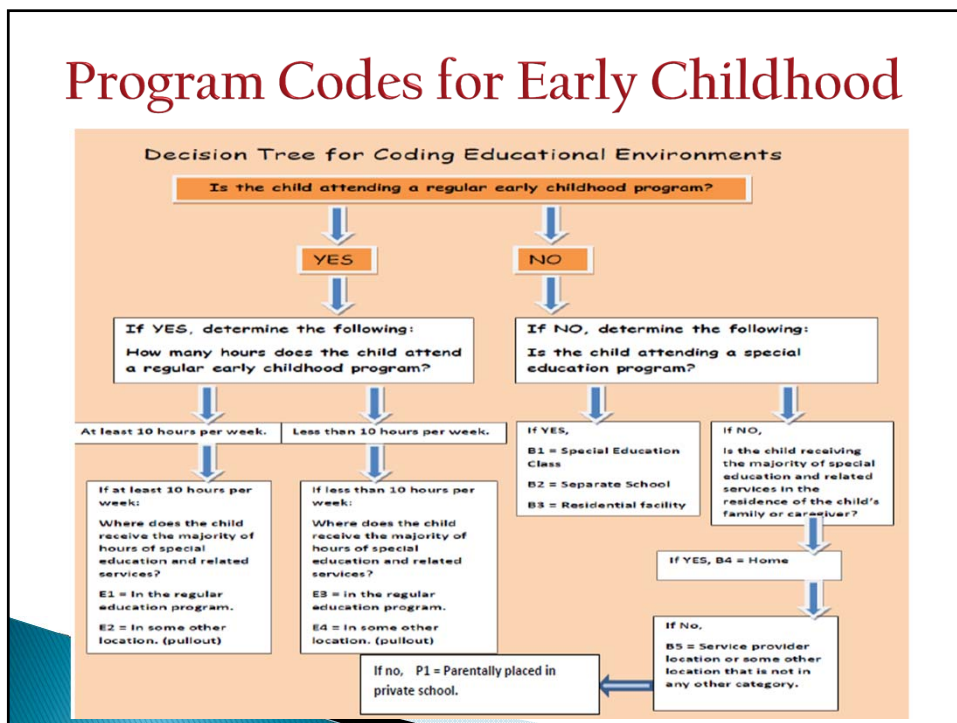 Program Codes for Early Childhood
Decision Tree for Coding Educational Environments
Is the child attending a regular early childhood program?
YES
NO
If YES, determine the following:
How many hours does the child attend
a regular early childhood program?
If NO, determine the following:
Is the child attending a special
education program?
At least 10 hours per week.
Less than 10 hours per week.
If at least 10 hours per
week:
Where does the child
receive the majority of
hours of special
education and related
services?
E1 = In the regular
education program.
E2 = In some other
location. (pullout)
If less than 10 hours per
week:
Where does the child
receive the majority of
hours of special
education and related
services?
E3 = in the regular
education program.
E4 = In some other
location. (pullout)
If YES,
B1 = Special Education
Class
B2 = Separate School
B3 = Residential facility
If NO,
Is the child receiving
the majority of special
education and related
services in the
residence of the child's
family or caregiver?
If YES, B4 = Home
If No,
B5 = Service provider
location or some other
location that is not in
any other category.
If no, P1 = Parentally placed in
private school.